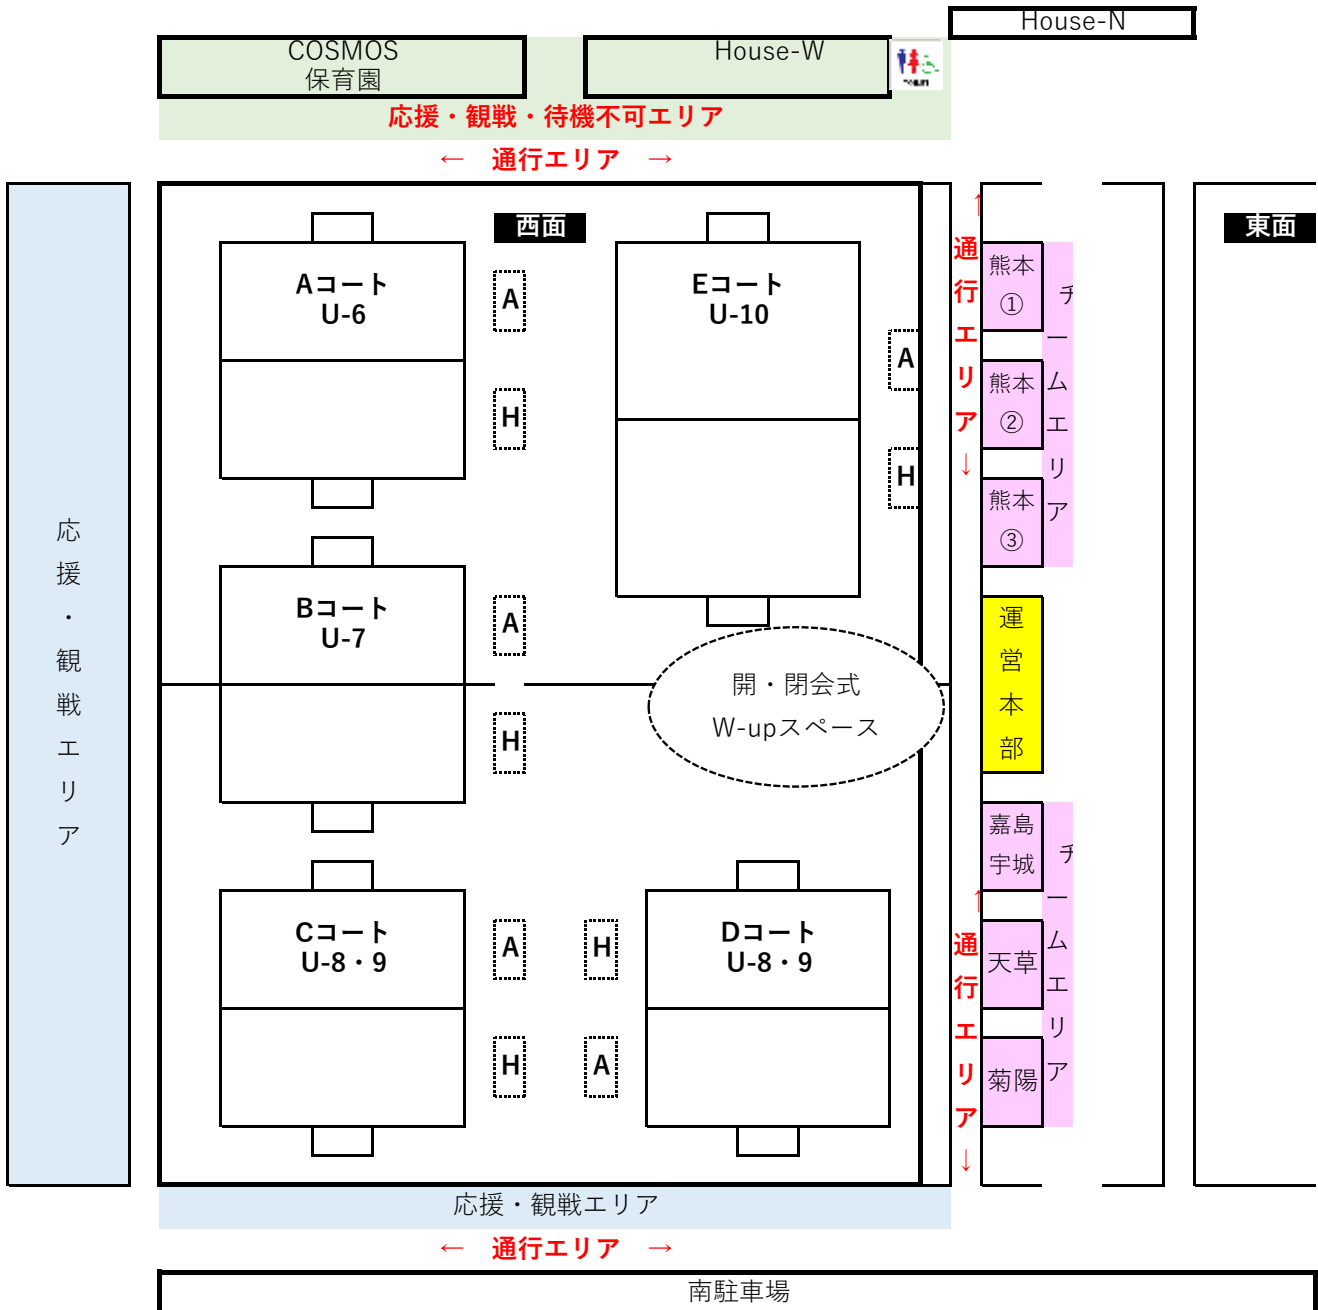 House-N
COSMOS
保育園
House-W
応援・観戦・待機不可エリア
← 通行エリア →
西面
東面
Aコート
U-6
A
H
Eコート
U-10
A
H
↑通行エリア↓
熊本
①
熊本
②
熊本
③
チームエリア
応援・観戦エリア
Bコート
U-7
A
H
開・閉会式
W-upスペース
運営本部
嘉島
宇城
天草
菊陽
チームエリア
↑通行エリア↓
Cコート
U-8・9
A
H
H
A
Dコート
U-8・9
応援・観戦エリア
← 通行エリア →
南駐車場